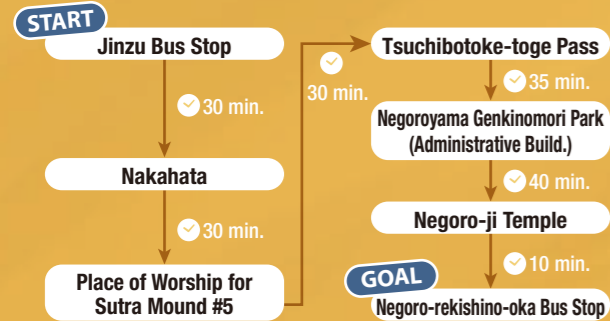 START
Jinzu Bus Stop
30 min.
Nakahata
30 min.
Place of Worship for
Sutra Mound #5
30 min.
Tsuchibotoke-toge Pass
35 min.
Negoroyama Genkinomori Park
(Administrative Build.)
40 min.
Negoro-ji Temple
10 min.
GOAL
Negoro-rekishino-oka Bus Stop